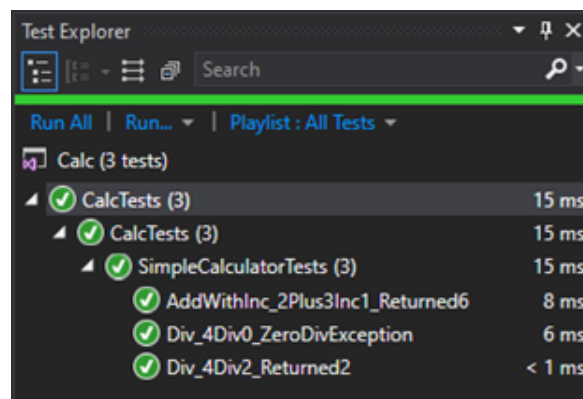 Test Explorer
Search
Run All | Run... | Playlist : All Tests
Calc (3 tests)
CalcTests (3) 15 ms
CalcTests (3) 15 ms
SimpleCalculatorTests (3) 15 ms
AddWithInc_2Plus3Inc1_Returned6 8 ms
Div_4Div0_ZeroDivException 6 ms
Div_4Div2_Returned2 < 1 ms